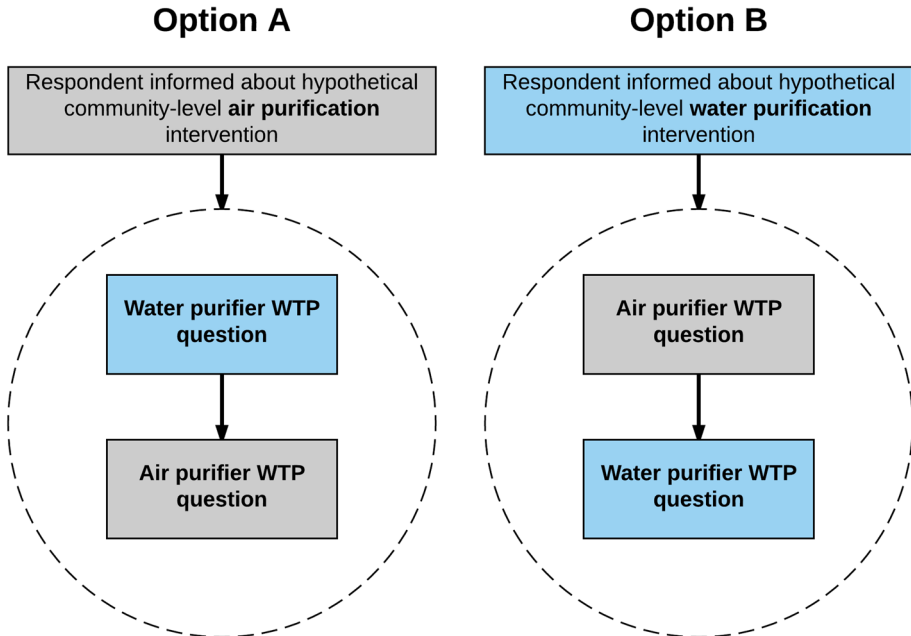 Option A
Respondent informed about hypothetical
community-level air purification
intervention
Water purifier WTP
question
Air purifier WTP
question
Option B
Respondent informed about hypothetical
community-level water purification
intervention
Air purifier WTP
question
Water purifier WTP
question